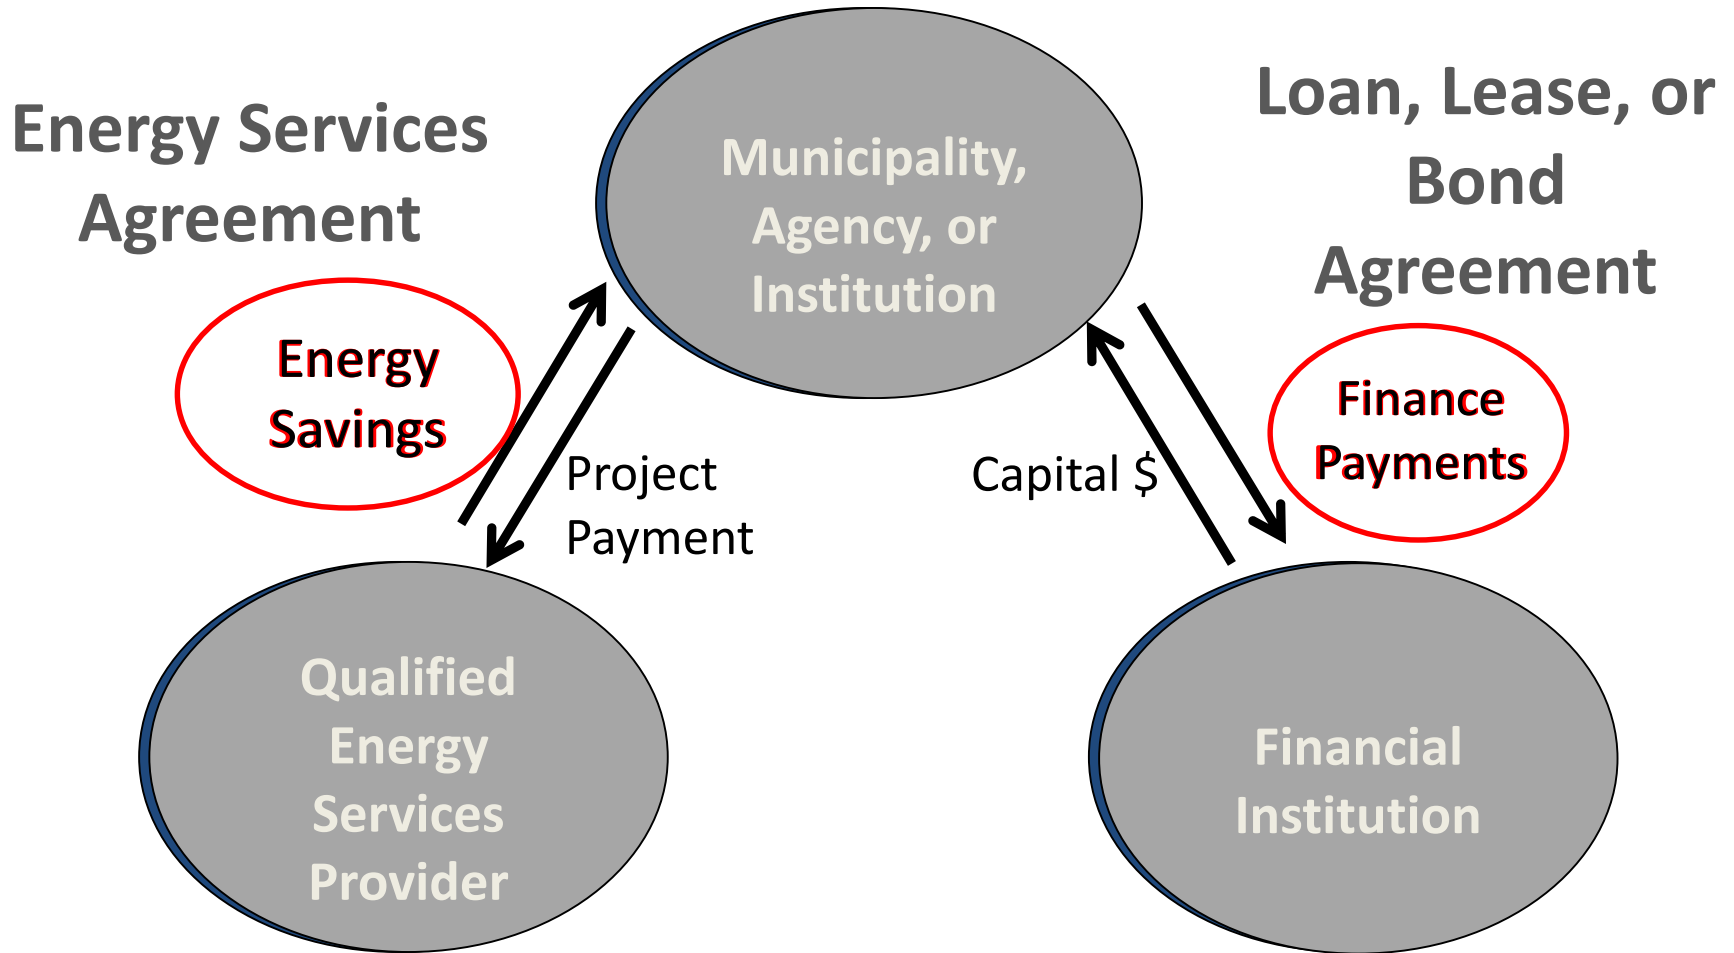 Energy Services
Agreement
Municipality,
Agency, or
Institution
Loan, Lease, or
Bond
Agreement
Energy
Savings
Project
Payment
Capital $
Finance
Payments
Qualified
Energy
Services
Provider
Financial
Institution